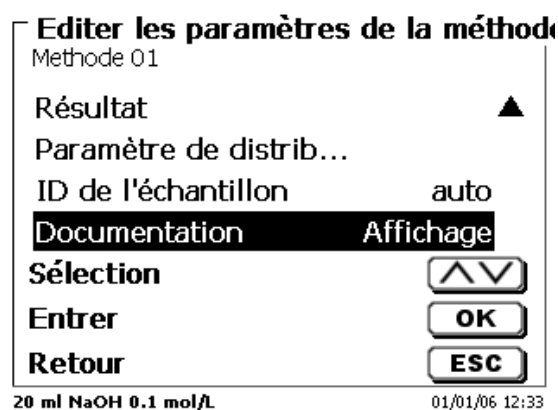 Editer les paramètres de la méthode
Methode 01
Résultat ▲
Paramètre de distrib...
ID de l'échantillon auto
Documentation Affichage
Sélection
Entrer OK
Retour ESC
20 ml NaOH 0.1 mol/L 01/01/06 12:33